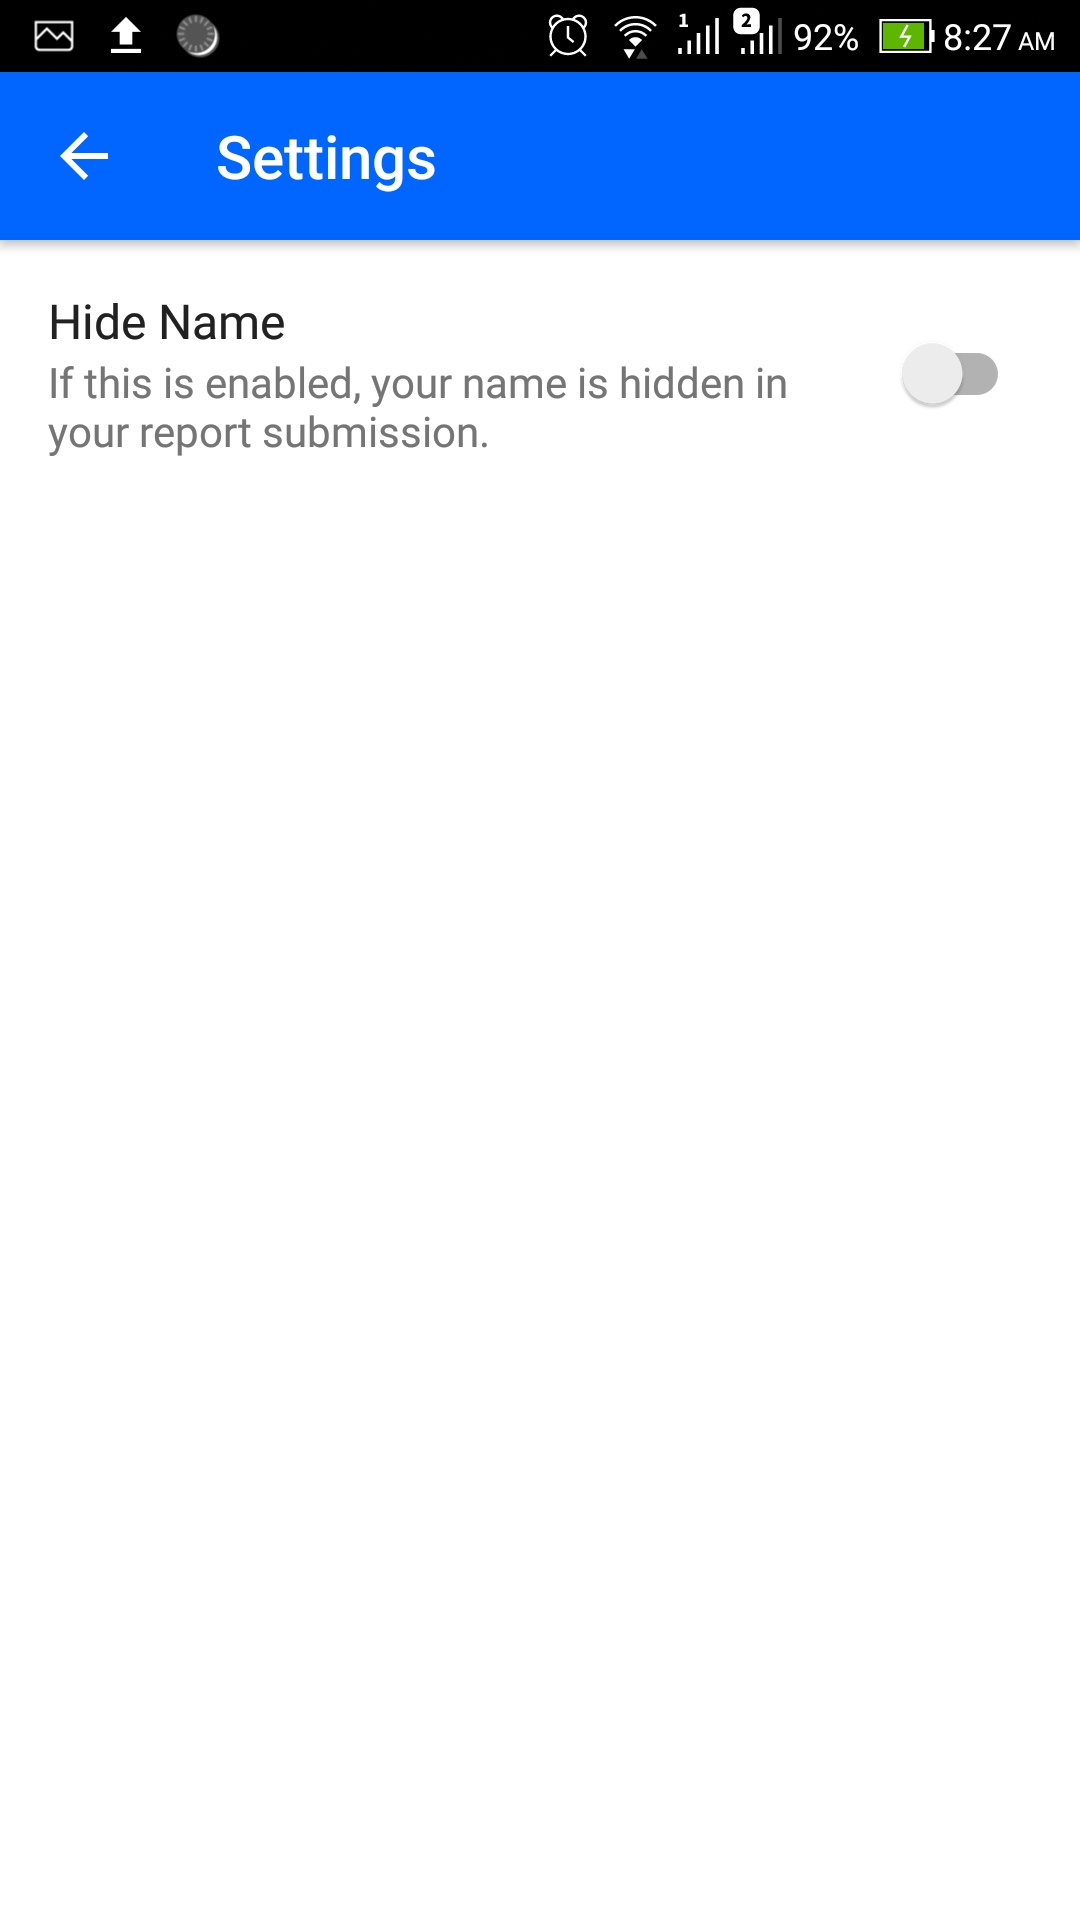 1 2 92% 8:27 AM
Settings
Hide Name
If this is enabled, your name is hidden in
your report submission.